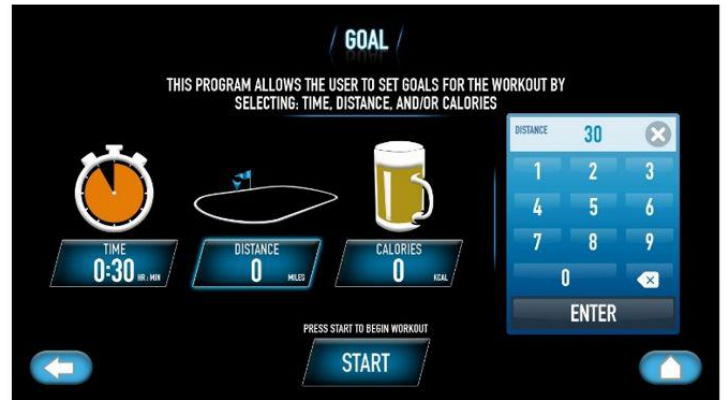 GOAL
THIS PROGRAM ALLOWS THE USER TO SET GOALS FOR THE WORKOUT BY
SELECTING: TIME, DISTANCE, AND/OR CALORIES
TIME
0:30 HR : MIN
DISTANCE
0 MILES
CALORIES
0 KCAL
DISTANCE 30
1 2 3
4 5 6
7 8 9
0
ENTER
PRESS START TO BEGIN WORKOUT
START